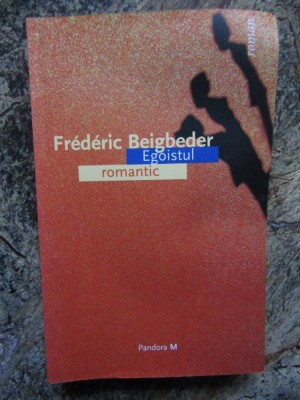 roman
Frédéric Beigbeder
Egoistul
romantic
Pandora M